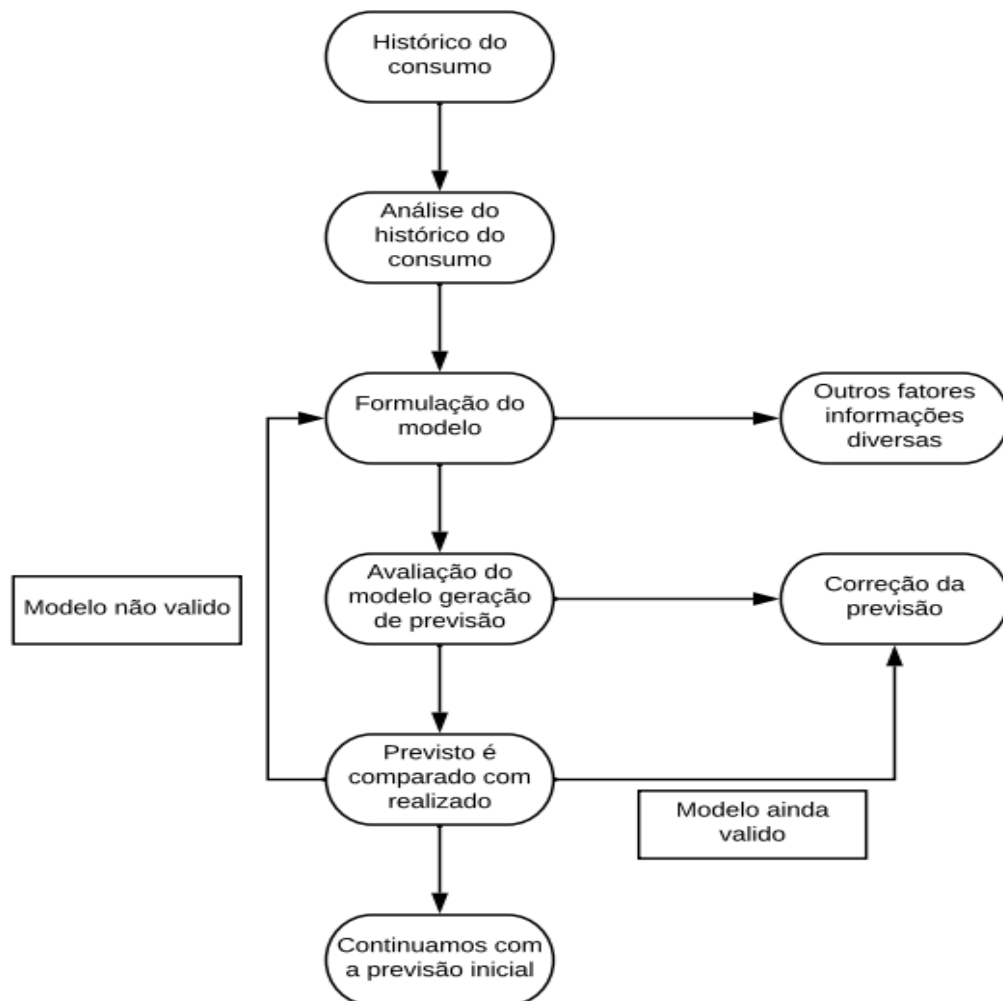 Histórico do
consumo
Análise do
histórico do
consumo
Formulação do
modelo
Outros fatores
informações
diversas
Modelo não valido
Avaliação do
modelo geração
de previsão
Correção da
previsão
Previsto é
comparado com
realizado
Modelo ainda
valido
Continuamos com
a previsão inicial